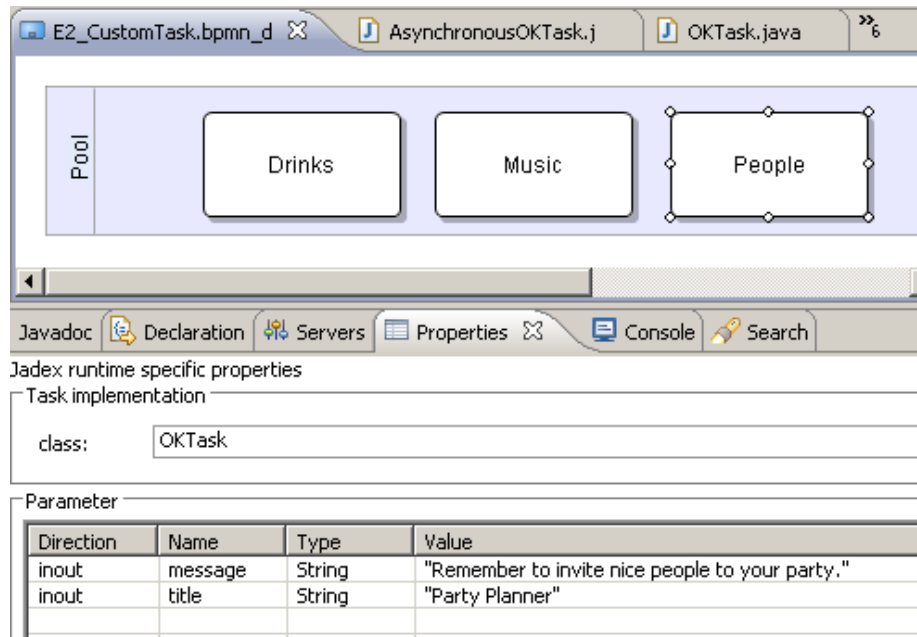 E2_CustomTask.bpmn_d
AsynchronousOKTask.j
OKTask.java
»6
Pool
Drinks
Music
People
Javadoc
Declaration
Servers
Properties
Console
Search
Jadex runtime specific properties
Task implementation
class: OKTask
Parameter
Direction Name Type Value
inout message String "Remember to invite nice people to your party."
inout title String "Party Planner"